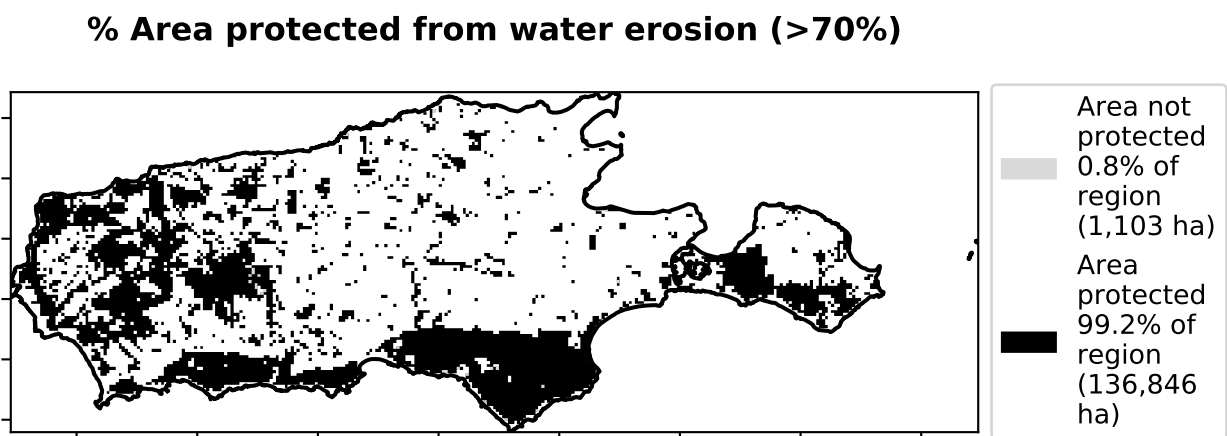 % Area protected from water erosion (>70%)
Area not
protected
0.8% of
region
(1,103 ha)
Area
protected
99.2% of
region
(136,846
ha)